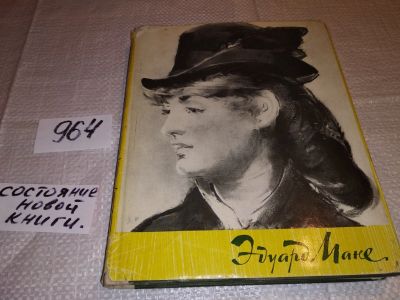 964
состояние
новой
книги.
Эдуард Мане